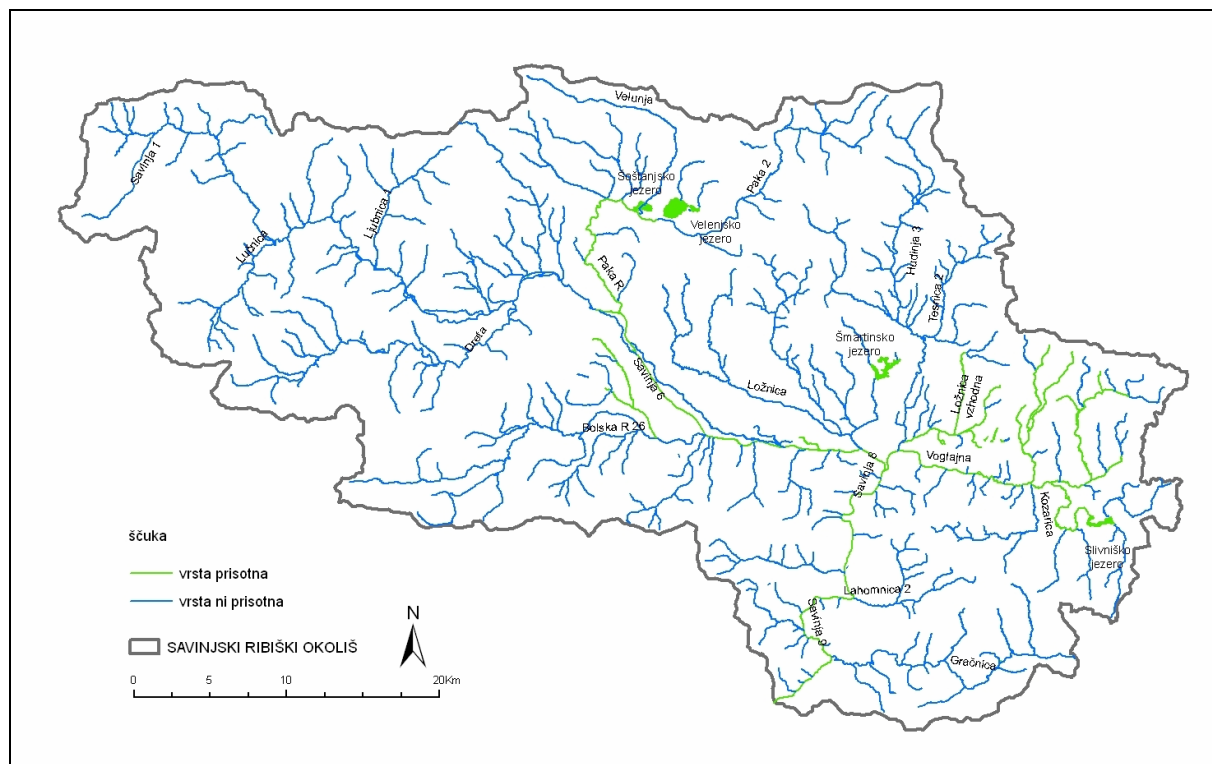 Velunja
Savinja 1
Šoštanjsko
jezero
Paka 2
Ljubnica 1
Velenjsko
jezero
Lučnica
Hudinja 3
Paka R
Tesnica 2
Dreta
Šmartinsko
jezero
Savinja 6
Ložnica
Ložnica
vzhodna
Bolska R 26
Voglajna
Savinja 8
Kozarica
Slivniško
jezero
ščuka
vrsta prisotna
vrsta ni prisotna
SAVINJSKI RIBIŠKI OKOLIŠ
N
0 5 10 20Km
Lahomnica 2
Savinja 9
Gračnica